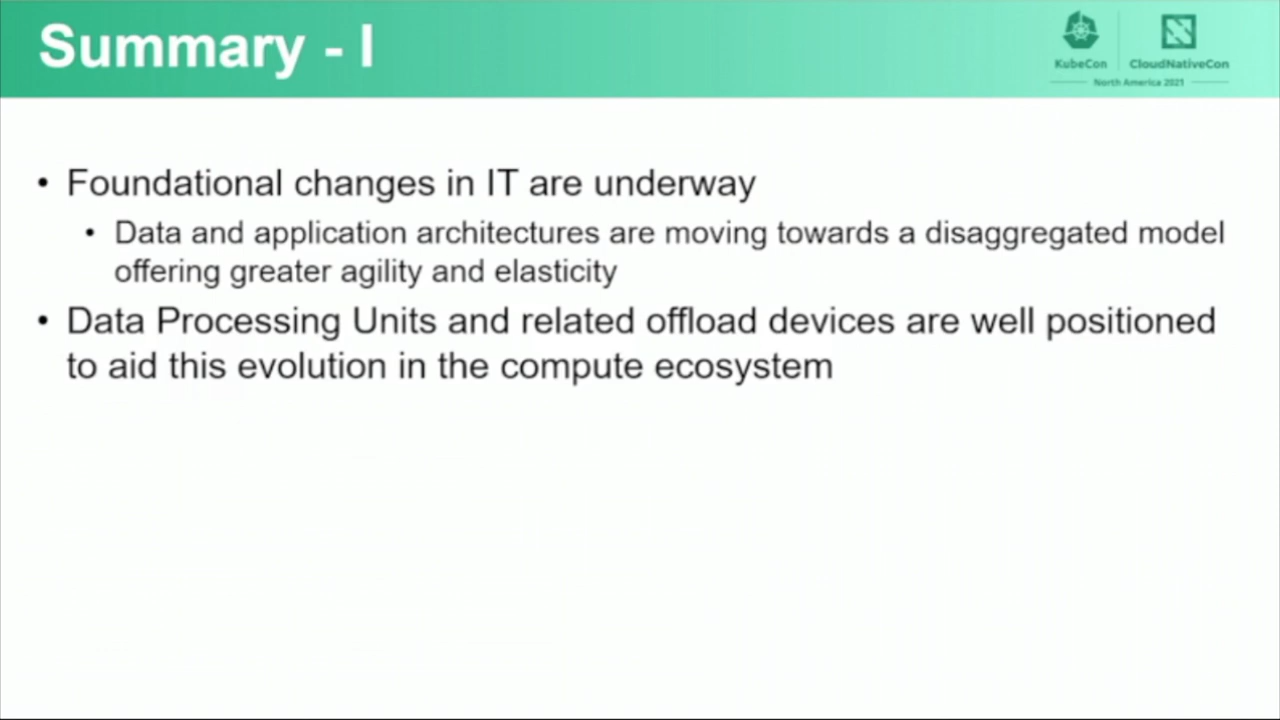 Summary - I
KubeCon
CloudNativeCon
North America 2021
• Foundational changes in IT are underway
• Data and application architectures are moving towards a disaggregated model
offering greater agility and elasticity
• Data Processing Units and related offload devices are well positioned
to aid this evolution in the compute ecosystem